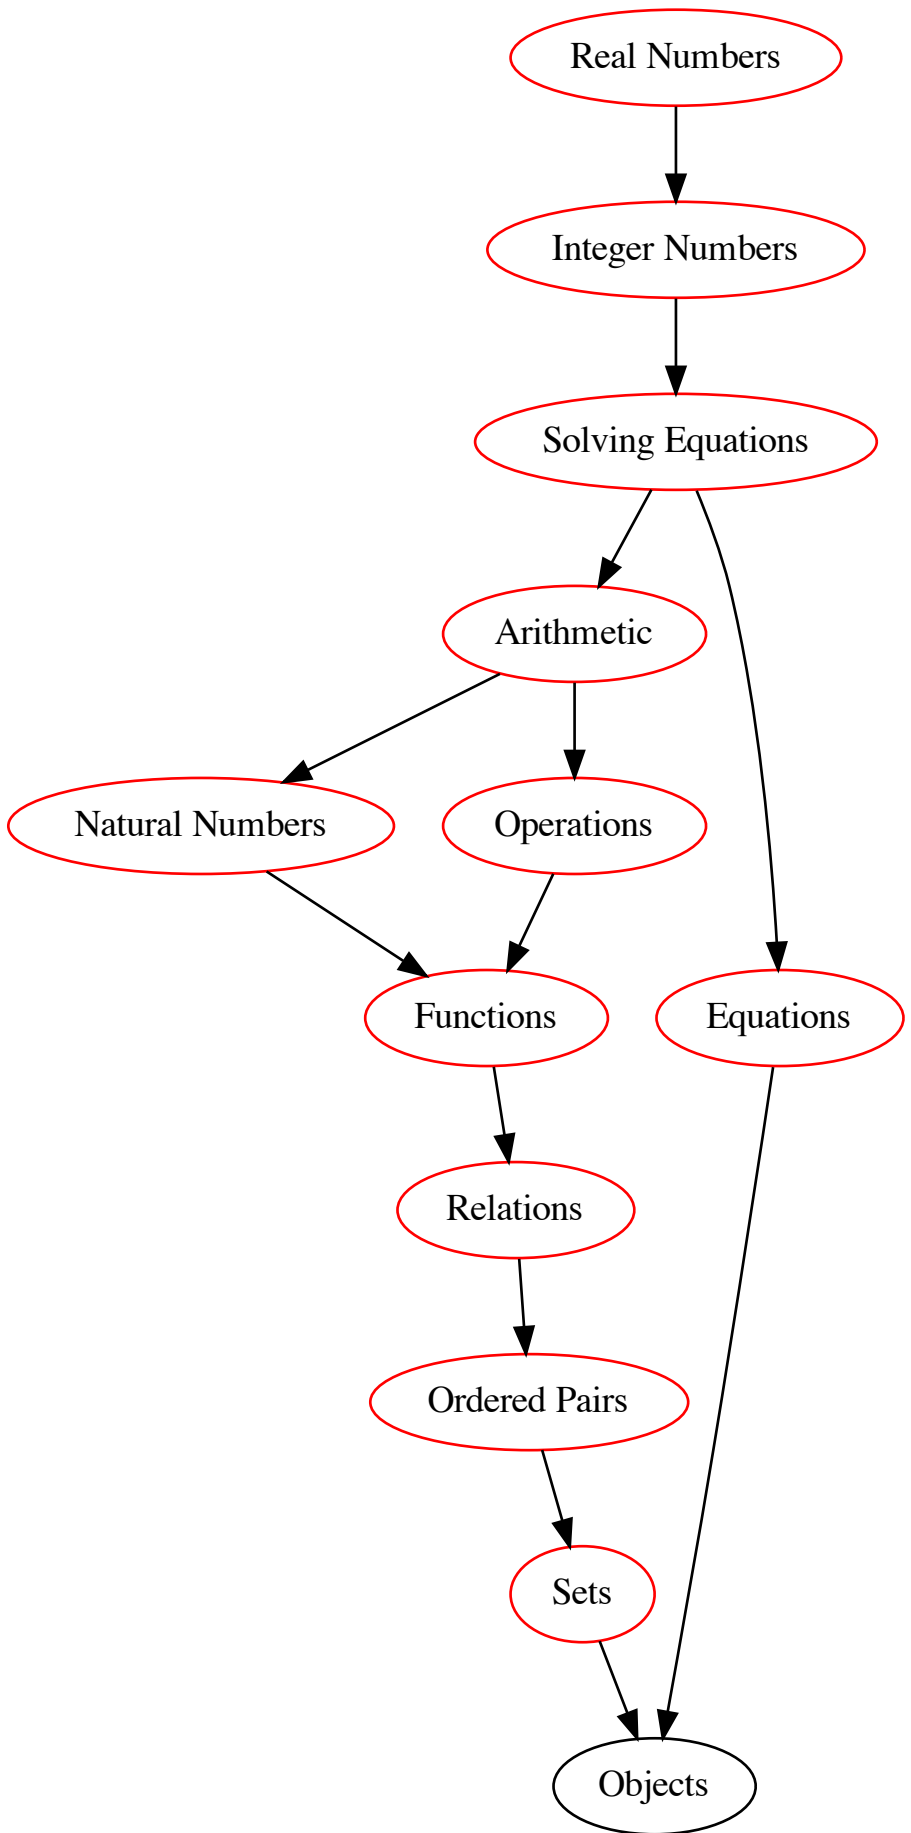 Real Numbers
Integer Numbers
Solving Equations
Arithmetic
Natural Numbers
Operations
Functions
Equations
Relations
Ordered Pairs
Sets
Objects